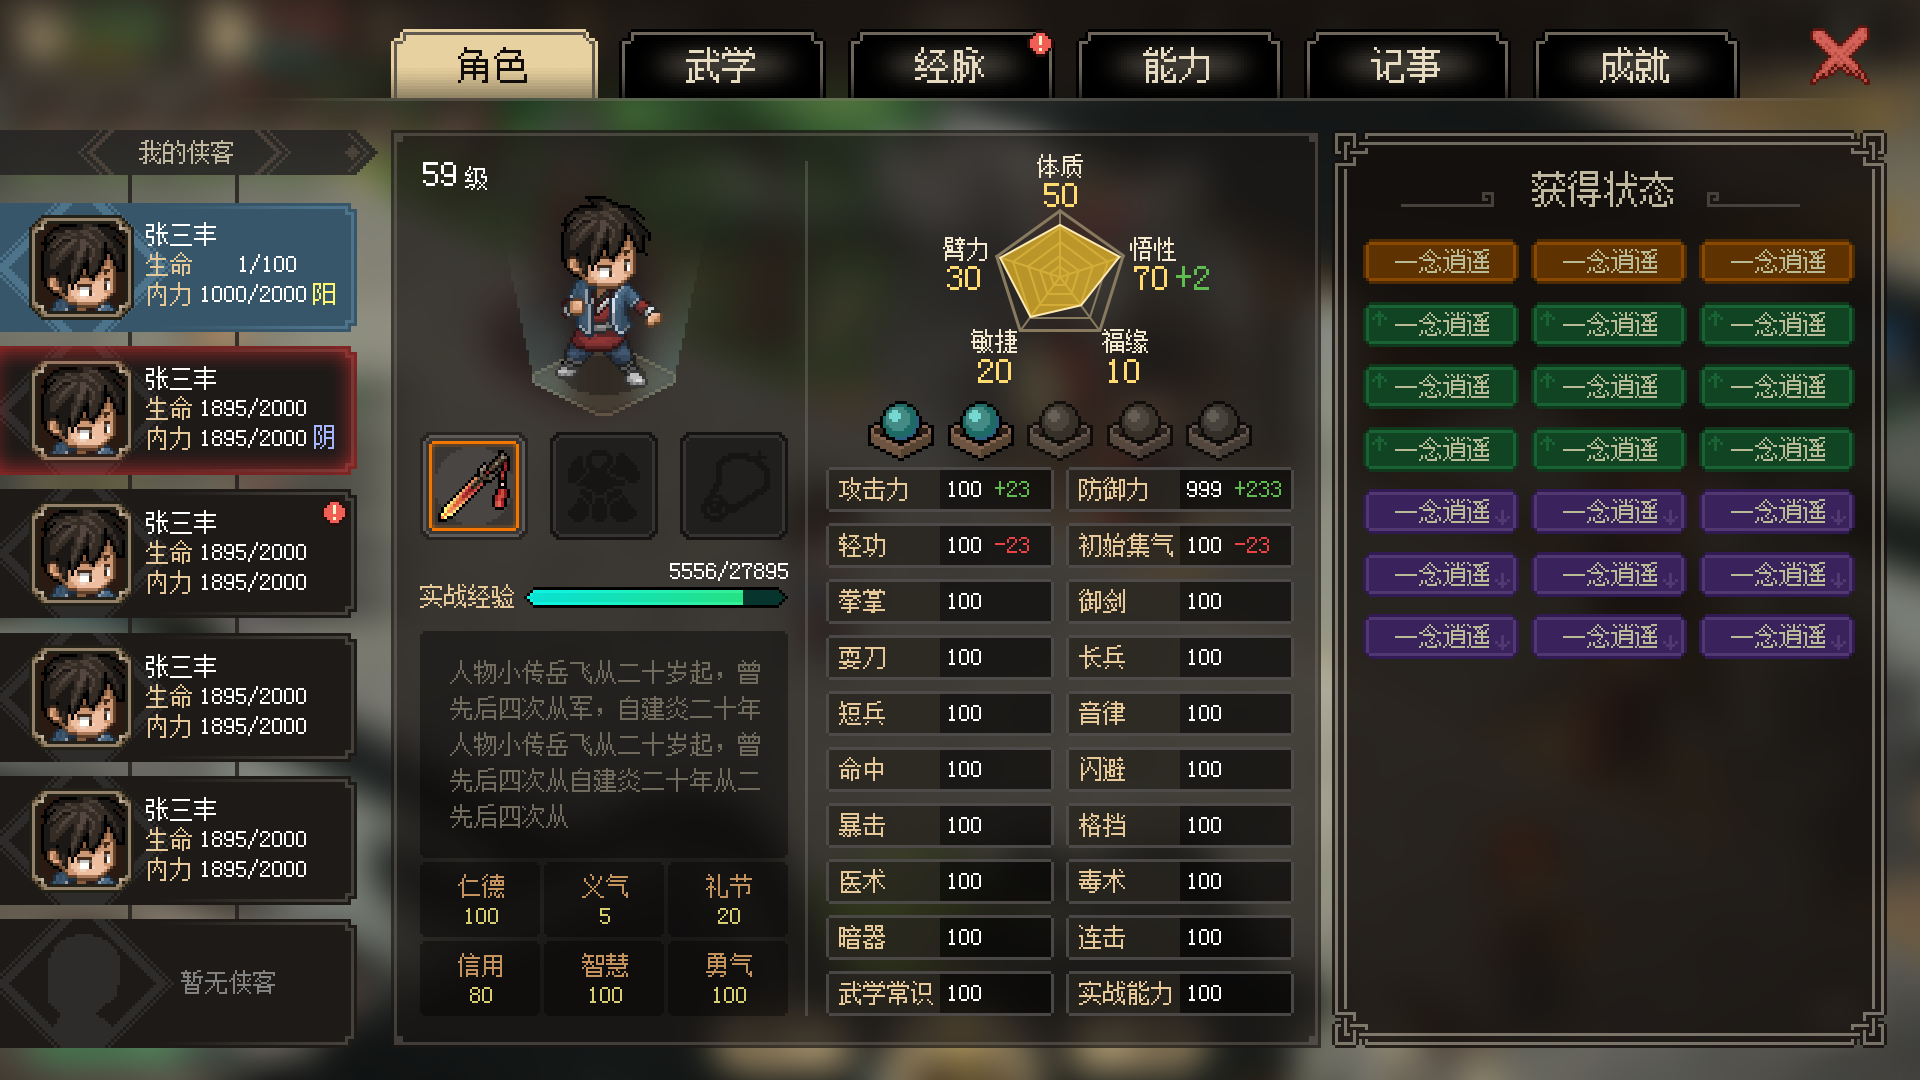 角色
武学
经脉
能力
记事
成就
我的侠客
张三丰
生命 1/100
内力 1000/2000 阳
张三丰
生命 1895/2000
内力 1895/2000 阴
张三丰
生命 1895/2000
内力 1895/2000
张三丰
生命 1895/2000
内力 1895/2000
张三丰
生命 1895/2000
内力 1895/2000
暂无侠客
59 级
5556/27895
实战经验
人物小传岳飞从二十岁起，曾
先后四次从军，自建炎二十年
人物小传岳飞从二十岁起，曾
先后四次从自建炎二十年从二
先后四次从
仁德 义气 礼节
100 5 20
信用 智慧 勇气
80 100 100
体质
50
臂力 悟性
30 70 +2
敏捷 福缘
20 10
攻击力 100 +23 防御力 999 +233
轻功 100 -23 初始集气 100 -23
拳掌 100 御剑 100
耍刀 100 长兵 100
短兵 100 音律 100
命中 100 闪避 100
暴击 100 格挡 100
医术 100 毒术 100
暗器 100 连击 100
武学常识 100 实战能力 100
获得状态
一念逍遥 一念逍遥 一念逍遥
一念逍遥 一念逍遥 一念逍遥
一念逍遥 一念逍遥 一念逍遥
一念逍遥 一念逍遥 一念逍遥
一念逍遥 一念逍遥 一念逍遥
一念逍遥 一念逍遥 一念逍遥
一念逍遥 一念逍遥 一念逍遥